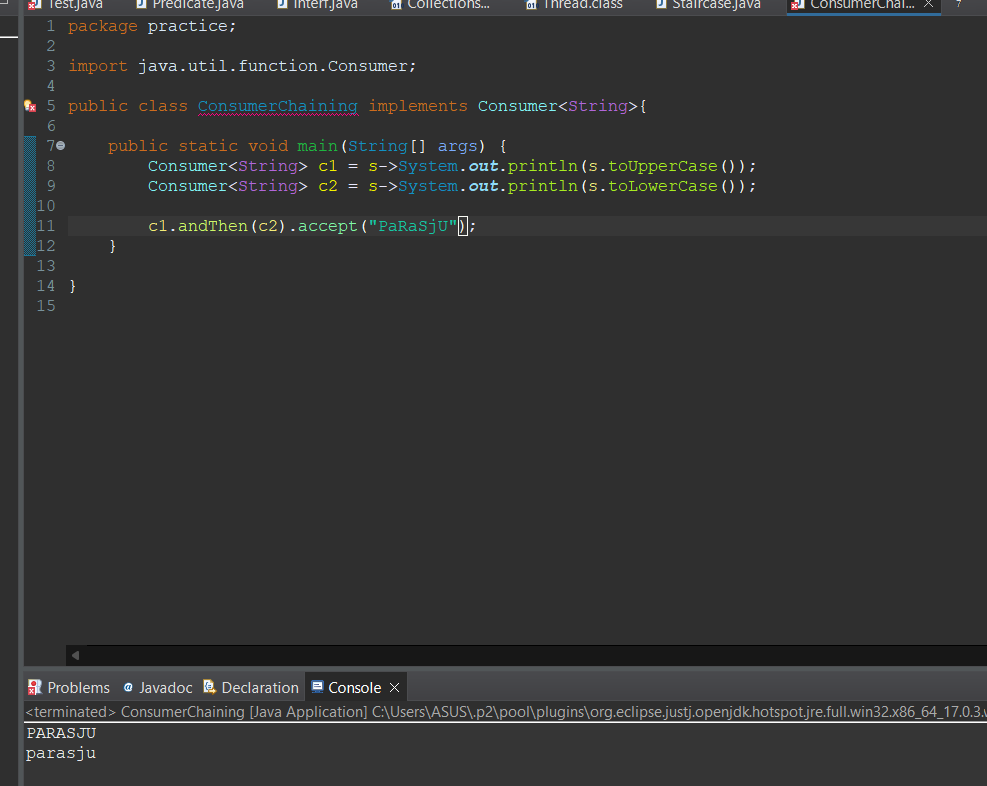 Test.java Predicate.java Interf.java Collections... Thread.class Staircase.java ConsumerChai...
1 package practice;
2
3 import java.util.function.Consumer;
4
5 public class ConsumerChaining implements Consumer<String>{
6
7 public static void main(String[] args) {
8 Consumer<String> c1 = s->System.out.println(s.toUpperCase());
9 Consumer<String> c2 = s->System.out.println(s.toLowerCase());
10
11 c1.andThen(c2).accept("PaRaSjU");
12 }
13
14 }
15
Problems @ Javadoc Declaration Console
<terminated> ConsumerChaining [Java Application] C:\Users\ASUS\.p2\pool\plugins\org.eclipse.justj.openjdk.hotspot.jre.full.win32.x86_64_17.0.3.v
PARASJU
parasju